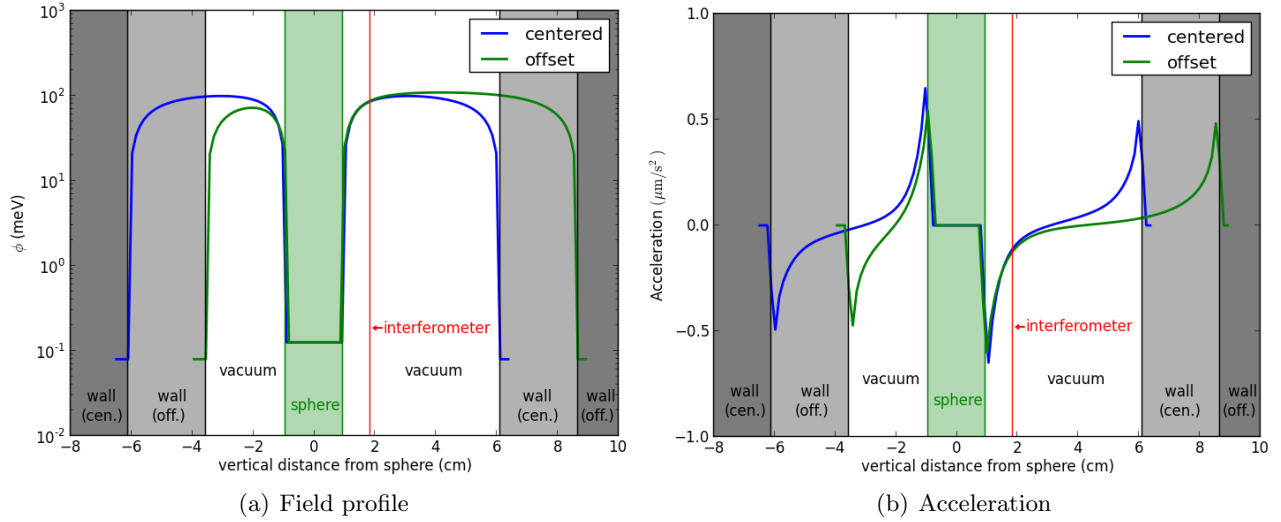 10³
10²
10¹
10⁰
10⁻¹
10⁻²
ϕ (meV)
centered
offset
←interferometer
vacuum
vacuum
sphere
wall
(cen.)
wall
(off.)
wall
(cen.)
wall
(off.)
−8 −6 −4 −2 0 2 4 6 8 10
vertical distance from sphere (cm)
(a) Field profile
1.0
0.5
0.0
−0.5
−1.0
Acceleration (μm/s²)
centered
offset
←interferometer
vacuum
vacuum
sphere
wall
(cen.)
wall
(off.)
wall
(cen.)
wall
(off.)
−8 −6 −4 −2 0 2 4 6 8 10
vertical distance from sphere (cm)
(b) Acceleration